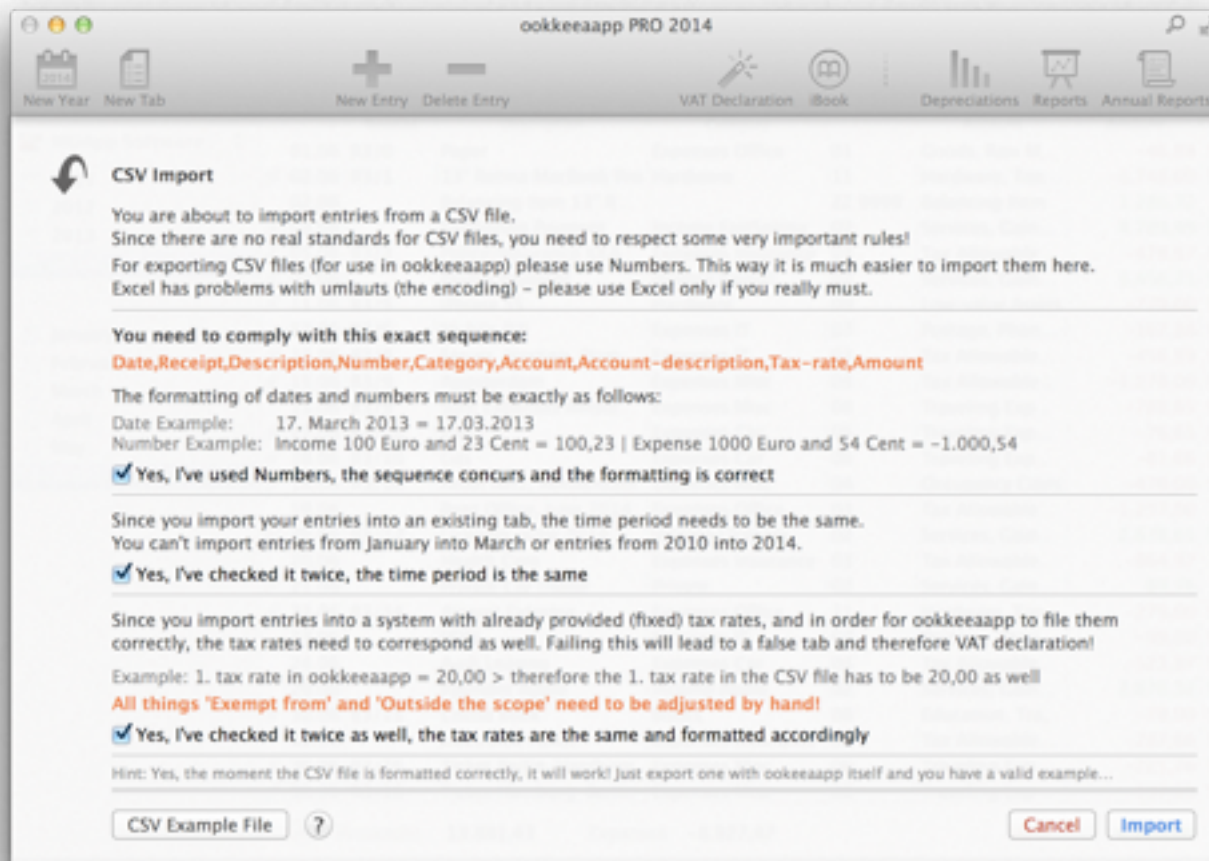 ookkeeaapp PRO 2014
2014
New Year New Tab New Entry Delete Entry VAT Declaration iBook Depreciations Reports Annual Reports
CSV Import
You are about to import entries from a CSV file.
Since there are no real standards for CSV files, you need to respect some very important rules!
For exporting CSV files (for use in ookkeeaapp) please use Numbers. This way it is much easier to import them here.
Excel has problems with umlauts (the encoding) – please use Excel only if you really must.
You need to comply with this exact sequence:
Date,Receipt,Description,Number,Category,Account,Account-description,Tax-rate,Amount
The formatting of dates and numbers must be exactly as follows:
Date Example: 17. March 2013 = 17.03.2013
Number Example: Income 100 Euro and 23 Cent = 100,23 | Expense 1000 Euro and 54 Cent = -1.000,54
Yes, I've used Numbers, the sequence concurs and the formatting is correct
Since you import your entries into an existing tab, the time period needs to be the same.
You can't import entries from January into March or entries from 2010 into 2014.
Yes, I've checked it twice, the time period is the same
Since you import entries into a system with already provided (fixed) tax rates, and in order for ookkeeaapp to file them
correctly, the tax rates need to correspond as well. Failing this will lead to a false tab and therefore VAT declaration!
Example: 1. tax rate in ookkeeaapp = 20,00 > therefore the 1. tax rate in the CSV file has to be 20,00 as well
All things 'Exempt from' and 'Outside the scope' need to be adjusted by hand!
Yes, I've checked it twice as well, the tax rates are the same and formatted accordingly
Hint: Yes, the moment the CSV file is formatted correctly, it will work! Just export one with ookeeaapp itself and you have a valid example...
CSV Example File ? Cancel Import